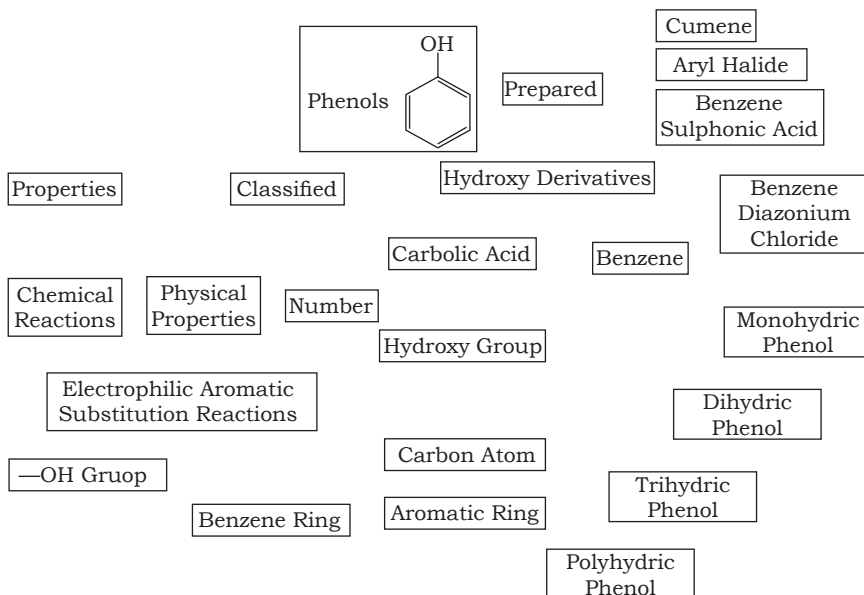 Cumene
OH
Aryl Halide
Phenols
Prepared
Benzene
Sulphonic Acid
Properties
Classified
Hydroxy Derivatives
Benzene
Diazonium
Chloride
Carbolic Acid
Benzene
Chemical
Reactions
Physical
Properties
Number
Monohydric
Phenol
Hydroxy Group
Electrophilic Aromatic
Substitution Reactions
Dihydric
Phenol
Carbon Atom
—OH Gruop
Trihydric
Phenol
Benzene Ring
Aromatic Ring
Polyhydric
Phenol